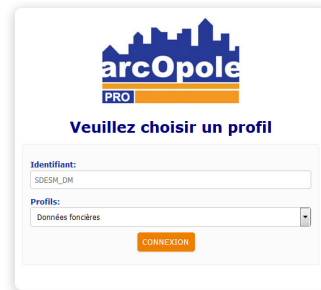 arcOpole
PRO
Veuillez choisir un profil
Identifiant:
SDESM_DM
Profils:
Données foncières
CONNEXION